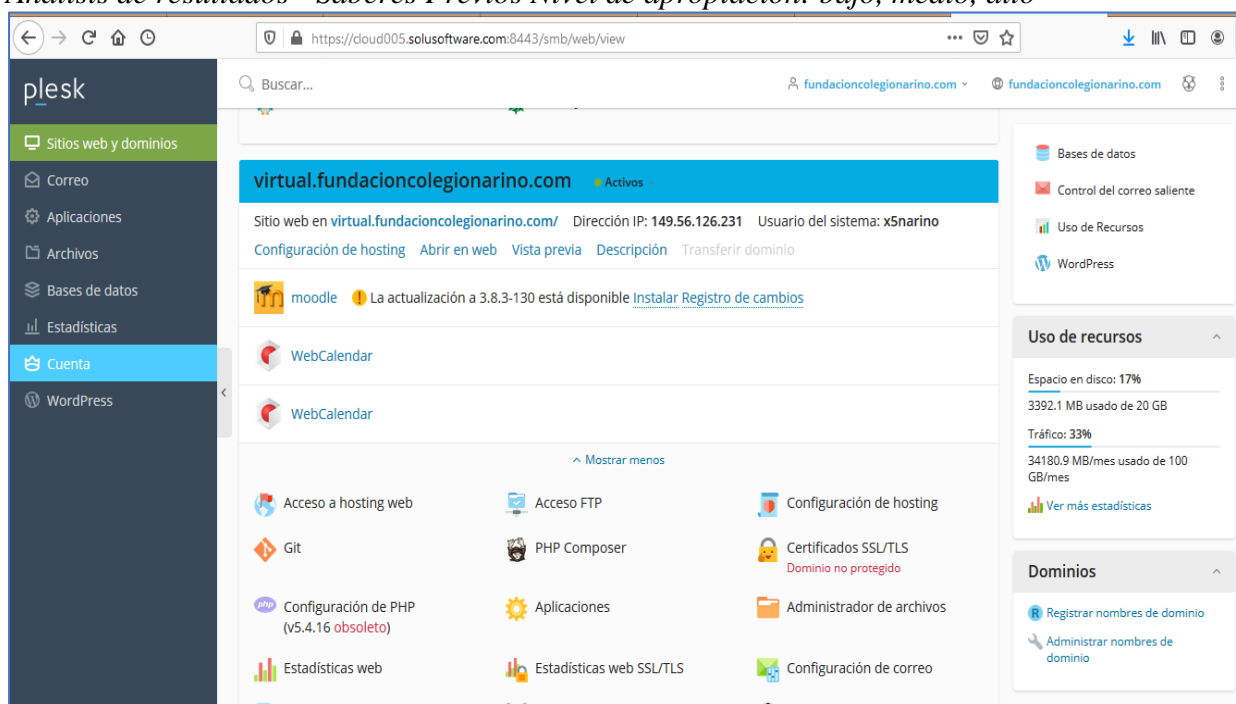 Análisis de resultados - Saberes Previos Nivel de apropiación: bajo, medio, alto
https://cloud005.solusoftware.com:8443/smb/web/view
plesk
Buscar...
fundacioncolegionarino.com
fundacioncolegionarino.com
Sitios web y dominios
Correo
Aplicaciones
Archivos
Bases de datos
Estadísticas
Cuenta
WordPress
virtual.fundacioncolegionarino.com Activos
Sitio web en virtual.fundacioncolegionarino.com/ Dirección IP: 149.56.126.231 Usuario del sistema: x5narino
Configuración de hosting Abrir en web Vista previa Descripción Transferir dominio
moodle La actualización a 3.8.3-130 está disponible Instalar Registro de cambios
WebCalendar
WebCalendar
Mostrar menos
Acceso a hosting web Acceso FTP Configuración de hosting
Git PHP Composer Certificados SSL/TLS
Dominio no protegido
Configuración de PHP Aplicaciones Administrador de archivos
(v5.4.16 obsoleto)
Estadísticas web Estadísticas web SSL/TLS Configuración de correo
Bases de datos
Control del correo saliente
Uso de Recursos
WordPress
Uso de recursos
Espacio en disco: 17%
3392.1 MB usado de 20 GB
Tráfico: 33%
34180.9 MB/mes usado de 100
GB/mes
Ver más estadísticas
Dominios
Registrar nombres de dominio
Administrar nombres de
dominio